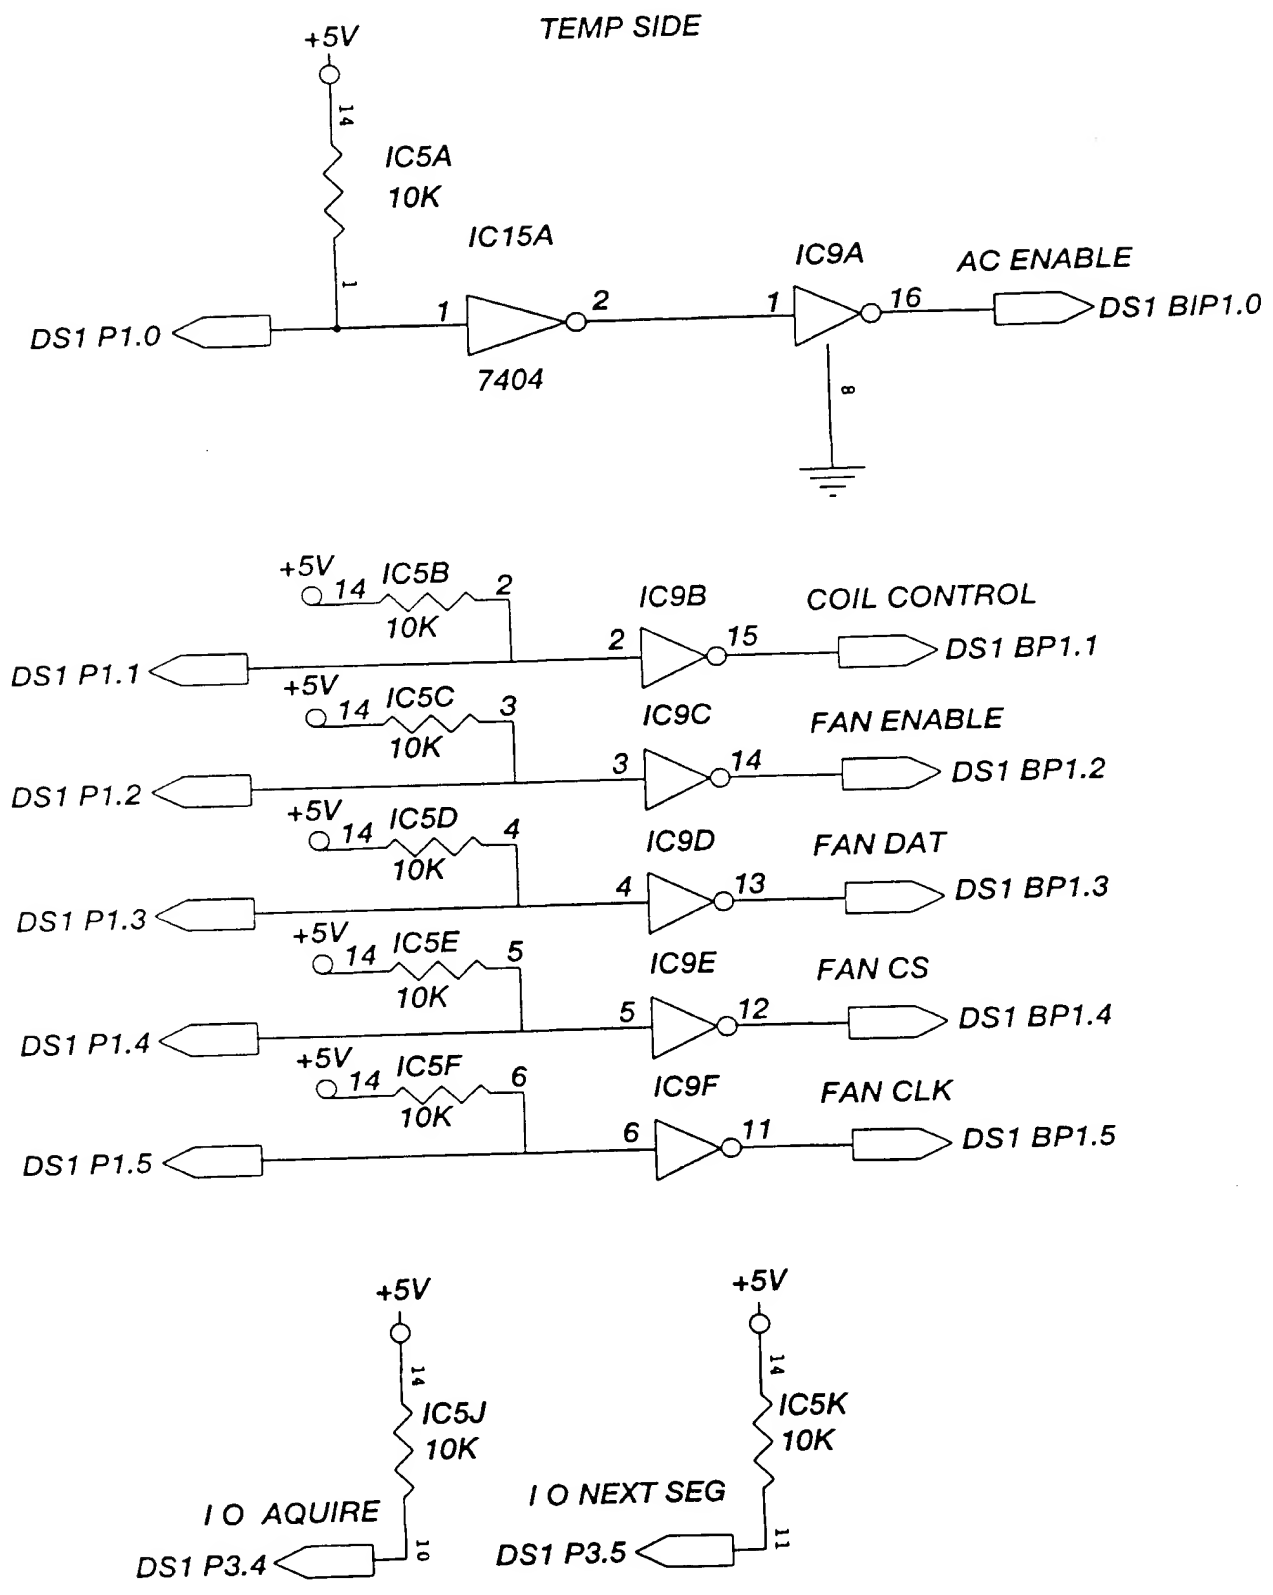 TEMP SIDE
+5V
14
IC5A
10K
1
IC15A
IC9A
AC ENABLE
DS1 P1.0
1
2
1
16
DS1 BIP1.0
7404
8
+5V
14
IC5B
2
10K
IC9B
COIL CONTROL
DS1 P1.1
2
15
DS1 BP1.1
+5V
14
IC5C
3
10K
IC9C
FAN ENABLE
DS1 P1.2
3
14
DS1 BP1.2
+5V
14
IC5D
4
10K
IC9D
FAN DAT
DS1 P1.3
4
13
DS1 BP1.3
+5V
14
IC5E
5
10K
IC9E
FAN CS
DS1 P1.4
5
12
DS1 BP1.4
+5V
14
IC5F
6
10K
IC9F
FAN CLK
DS1 P1.5
6
11
DS1 BP1.5
+5V
14
IC5J
10K
I O AQUIRE
10
DS1 P3.4
+5V
14
IC5K
10K
I O NEXT SEG
11
DS1 P3.5